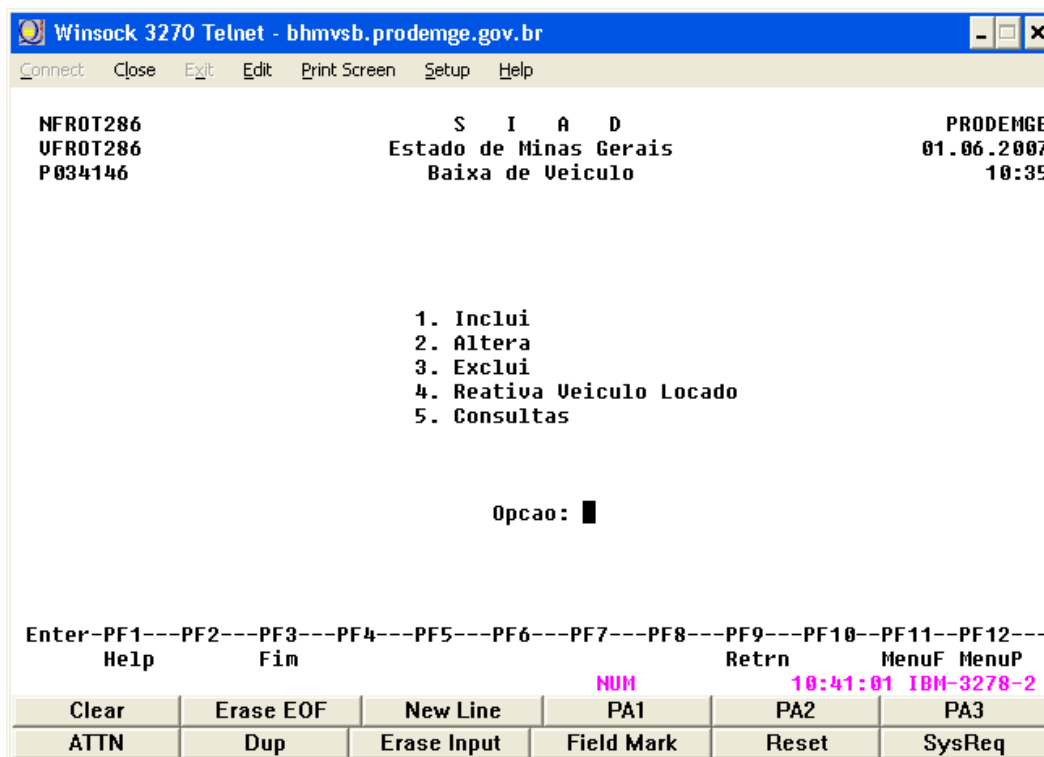 Winsock 3270 Telnet - bhmvsb.prodemge.gov.br
Connect Close Exit Edit Print Screen Setup Help
NFROT286 S I A D PRODEMGE
VFROT286 Estado de Minas Gerais 01.06.2007
P034146 Baixa de Veiculo 10:35
1. Inclui
2. Altera
3. Exclui
4. Reativa Veiculo Locado
5. Consultas
Opcao:
Enter-PF1---PF2---PF3---PF4---PF5---PF6---PF7---PF8---PF9---PF10--PF11--PF12---
Help Fim Retrn MenuF MenuP
NUM 10:41:01 IBM-3278-2
Clear Erase EOF New Line PA1 PA2 PA3
ATTN Dup Erase Input Field Mark Reset SysReq